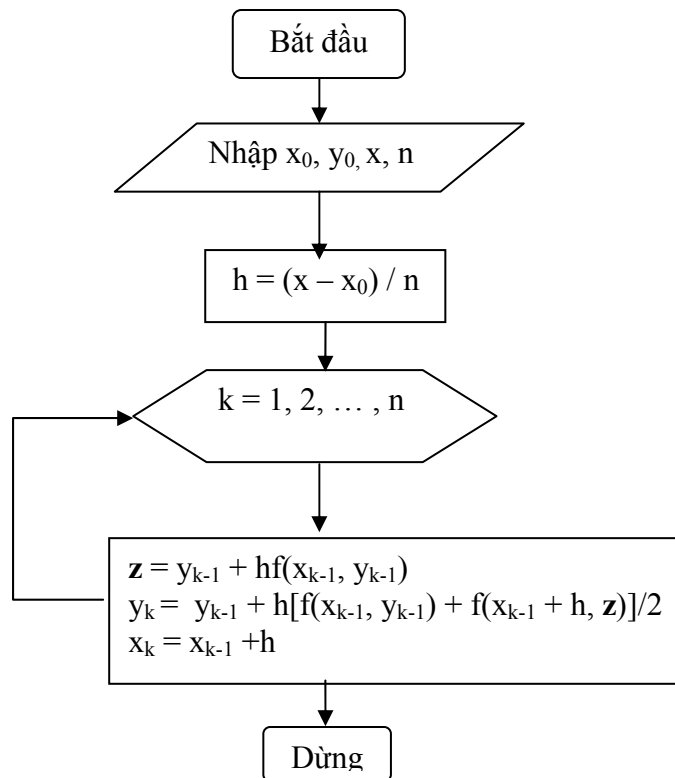 Bắt đầu
Nhập x₀, y₀, x, n
h = (x – x₀) / n
k = 1, 2, … , n
z = yₖ₋₁ + hf(xₖ₋₁, yₖ₋₁)
yₖ = yₖ₋₁ + h[f(xₖ₋₁, yₖ₋₁) + f(xₖ₋₁ + h, z)]/2
xₖ = xₖ₋₁ +h
Dừng